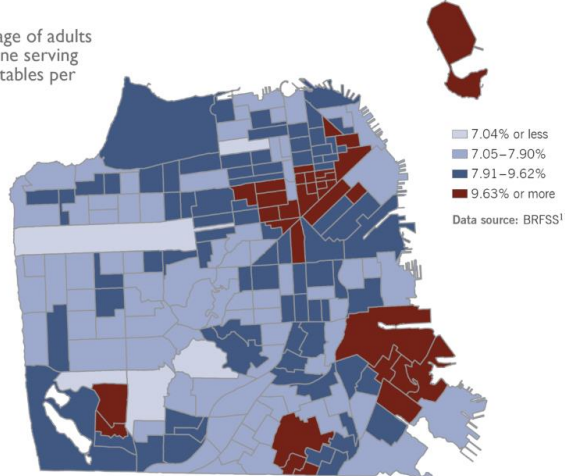 age of adults
ne serving
tables per
7.04% or less
7.05–7.90%
7.91–9.62%
9.63% or more
Data source: BRFSS¹